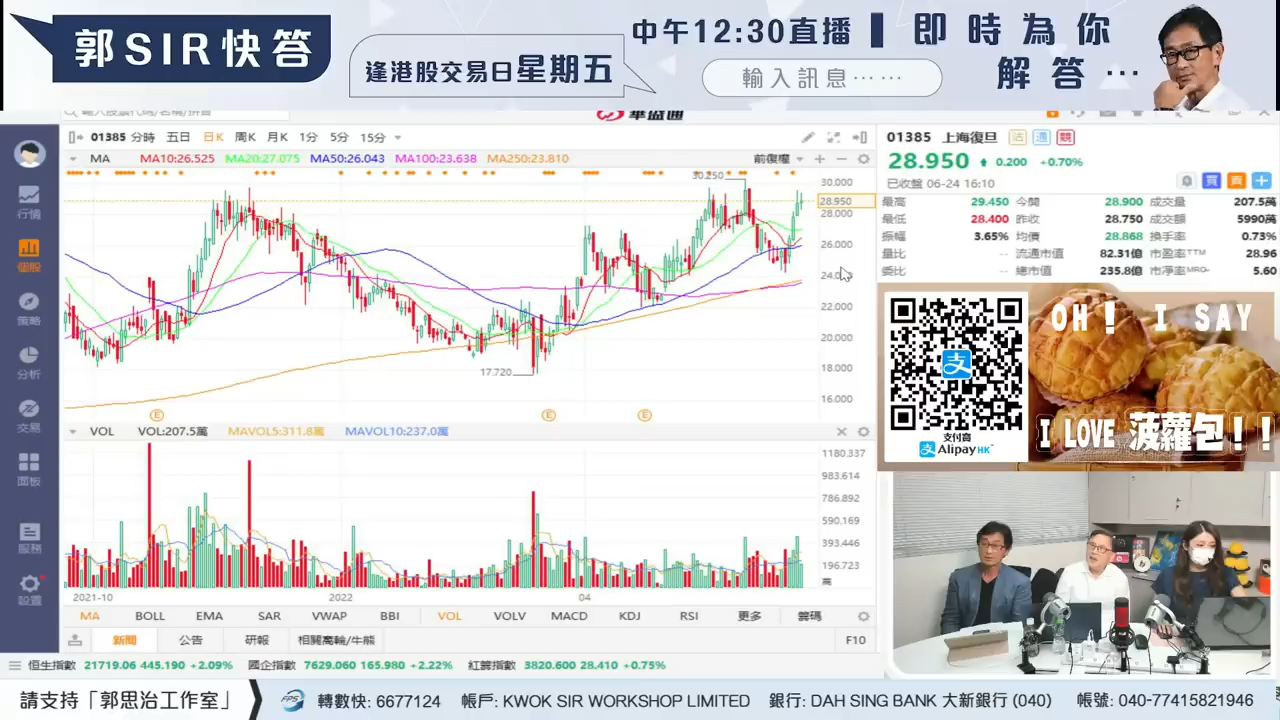 郭SIR快答
逢港股交易日星期五
中午12:30直播
即時為你
解答…
輸入訊息……
華盛通
01385 分時 五日 日K 周K 月K 1分 5分 15分
MA MA10:26.525 MA20:27.075 MA50:26.043 MA100:23.638 MA250:23.810 前復權
30.250
17.720
30.000
28.950
28.000
26.000
24.000
22.000
20.000
18.000
16.000
E E E
VOL VOL:207.5萬 MAVOL5:311.8萬 MAVOL10:237.0萬
1180.337
983.614
786.892
590.169
393.446
196.723
萬
2021-10 2022 04
MA BOLL EMA SAR VWAP BBI VOL VOLV MACD KDJ RSI 更多 籌碼
新聞 公告 研報 相關窩輪/牛熊 F10
行情
個股
策略
分析
交易
面板
服務
設置
01385 上海復旦
28.950 0.200 +0.70%
已收盤 06-24 16:10
買 賣
最高 29.450 今開 28.900 成交量 207.5萬
最低 28.400 昨收 28.750 成交額 5990萬
振幅 3.65% 均價 28.868 換手率 0.73%
量比 -- 流通市值 82.31億 市盈率TTM 28.96
委比 -- 總市值 235.8億 市淨率MRQ 5.60
支
支付寶
Alipay HK
OH! I SAY
I LOVE 菠蘿包!!
恒生指數 21719.06 445.190 +2.09% 國企指數 7629.060 165.980 +2.22% 紅籌指數 3820.600 28.410 +0.75%
請支持「郭思治工作室」
FPS 轉數快: 6677124 帳戶: KWOK SIR WORKSHOP LIMITED 銀行: DAH SING BANK 大新銀行 (040) 帳號: 040-77415821946